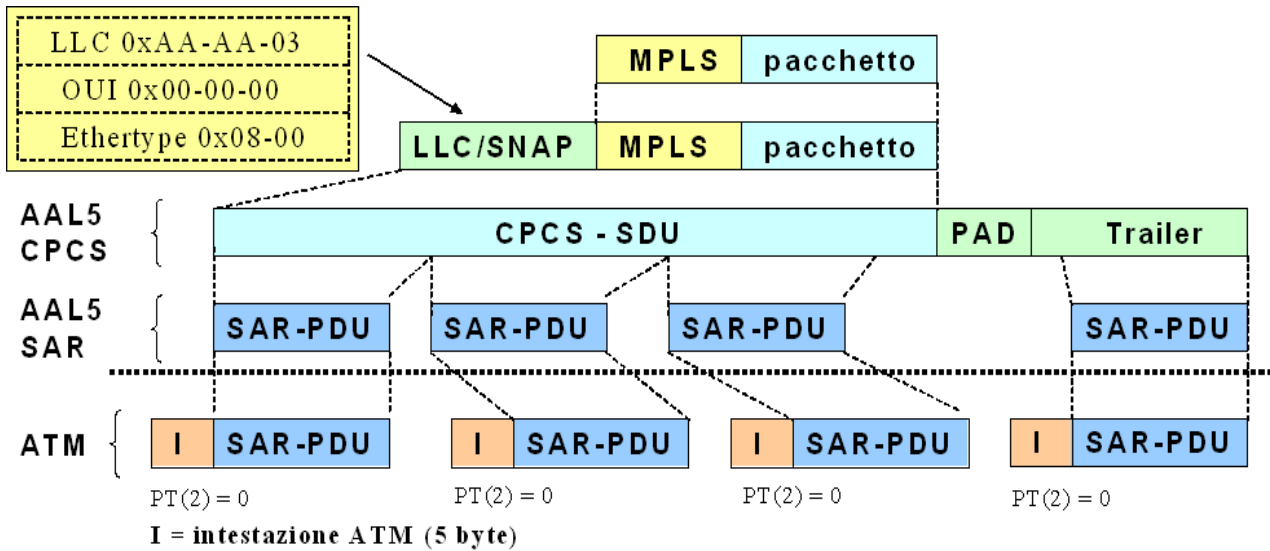 LLC 0xAA-AA-03
OUI 0x00-00-00
Ethertype 0x08-00
MPLS pacchetto
LLC/SNAP MPLS pacchetto
AAL5
CPCS
CPCS - SDU PAD Trailer
AAL5
SAR
SAR-PDU SAR-PDU SAR-PDU SAR-PDU
ATM
I SAR-PDU I SAR-PDU I SAR-PDU I SAR-PDU
PT(2) = 0 PT(2) = 0 PT(2) = 0 PT(2) = 0
I = intestazione ATM (5 byte)